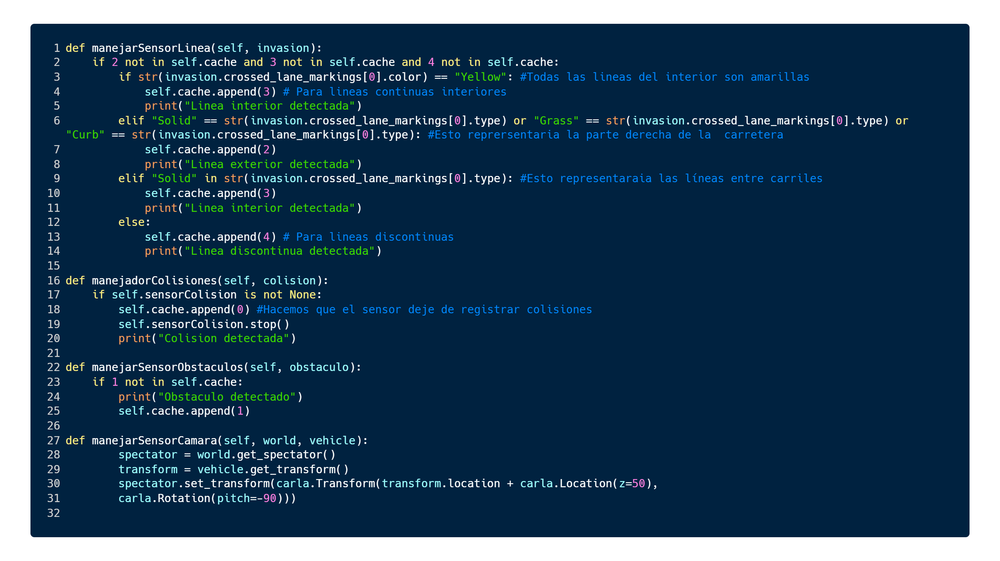 1 def manejarSensorLinea(self, invasion):
2     if 2 not in self.cache and 3 not in self.cache and 4 not in self.cache:
3         if str(invasion.crossed_lane_markings[0].color) == "Yellow": #Todas las lineas del interior son amarillas
4             self.cache.append(3) # Para lineas continuas interiores
5             print("Linea interior detectada")
6         elif "Solid" == str(invasion.crossed_lane_markings[0].type) or "Grass" == str(invasion.crossed_lane_markings[0].type) or
"Curb" == str(invasion.crossed_lane_markings[0].type): #Esto reprersentaria la parte derecha de la  carretera
7             self.cache.append(2)
8             print("Linea exterior detectada")
9         elif "Solid" in str(invasion.crossed_lane_markings[0].type): #Esto representaraia las líneas entre carriles
10             self.cache.append(3)
11             print("Linea interior detectada")
12         else:
13             self.cache.append(4) # Para lineas discontinuas
14             print("Linea discontinua detectada")
15
16 def manejadorColisiones(self, colision):
17     if self.sensorColision is not None:
18         self.cache.append(0) #Hacemos que el sensor deje de registrar colisiones
19         self.sensorColision.stop()
20         print("Colision detectada")
21
22 def manejarSensorObstaculos(self, obstaculo):
23     if 1 not in self.cache:
24         print("Obstaculo detectado")
25         self.cache.append(1)
26
27 def manejarSensorCamara(self, world, vehicle):
28         spectator = world.get_spectator()
29         transform = vehicle.get_transform()
30         spectator.set_transform(carla.Transform(transform.location + carla.Location(z=50),
31         carla.Rotation(pitch=-90)))
32